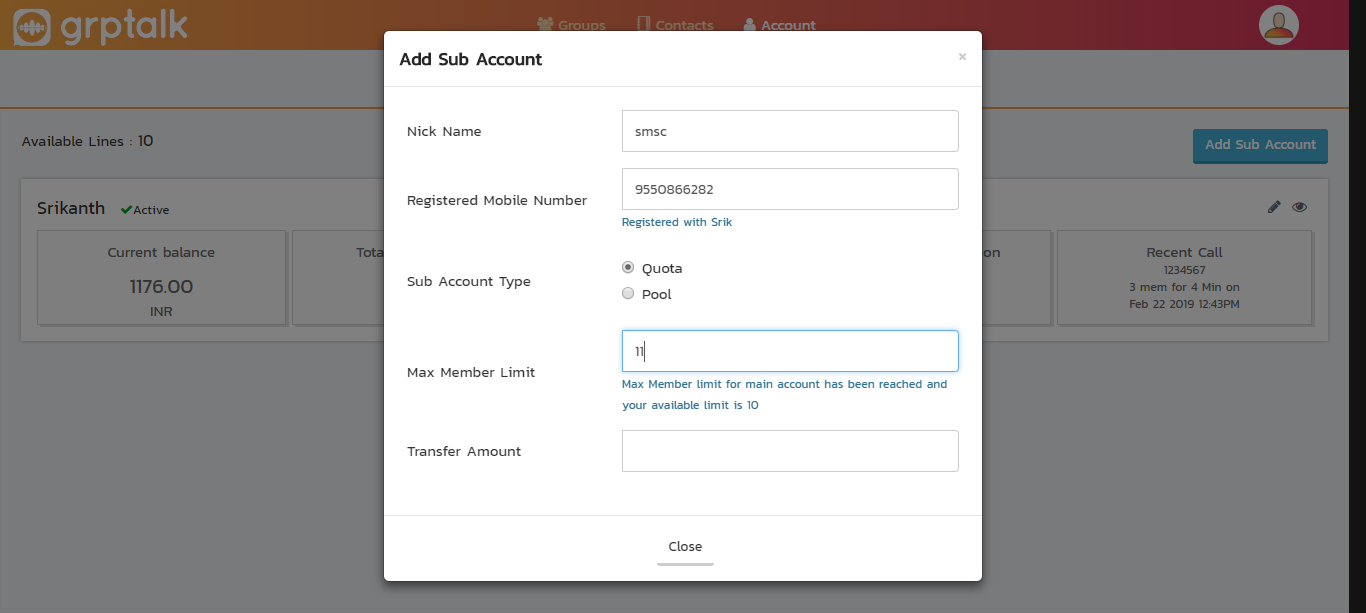 grptalk
Groups
Contacts
Account
Add Sub Account
×
Nick Name
smsc
Available Lines : 10
Add Sub Account
Registered Mobile Number
9550866282
Registered with Srik
Srikanth
Active
Current balance
1176.00
INR
Tota
on
Recent Call
1234567
3 mem for 4 Min on
Feb 22 2019 12:43PM
Sub Account Type
Quota
Pool
Max Member Limit
11
Max Member limit for main account has been reached and
your available limit is 10
Transfer Amount
Close